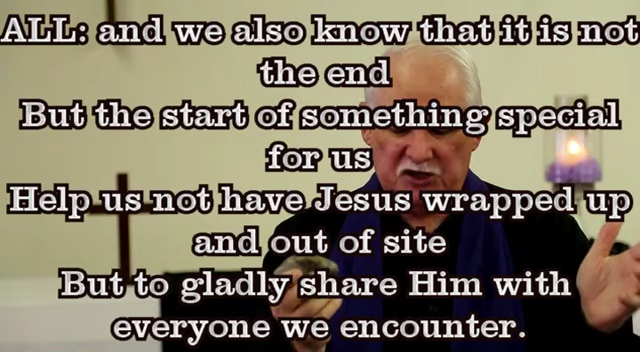 ALL: and we also know that it is not
the end
But the start of something special
for us
Help us not have Jesus wrapped up
and out of site
But to gladly share Him with
everyone we encounter.